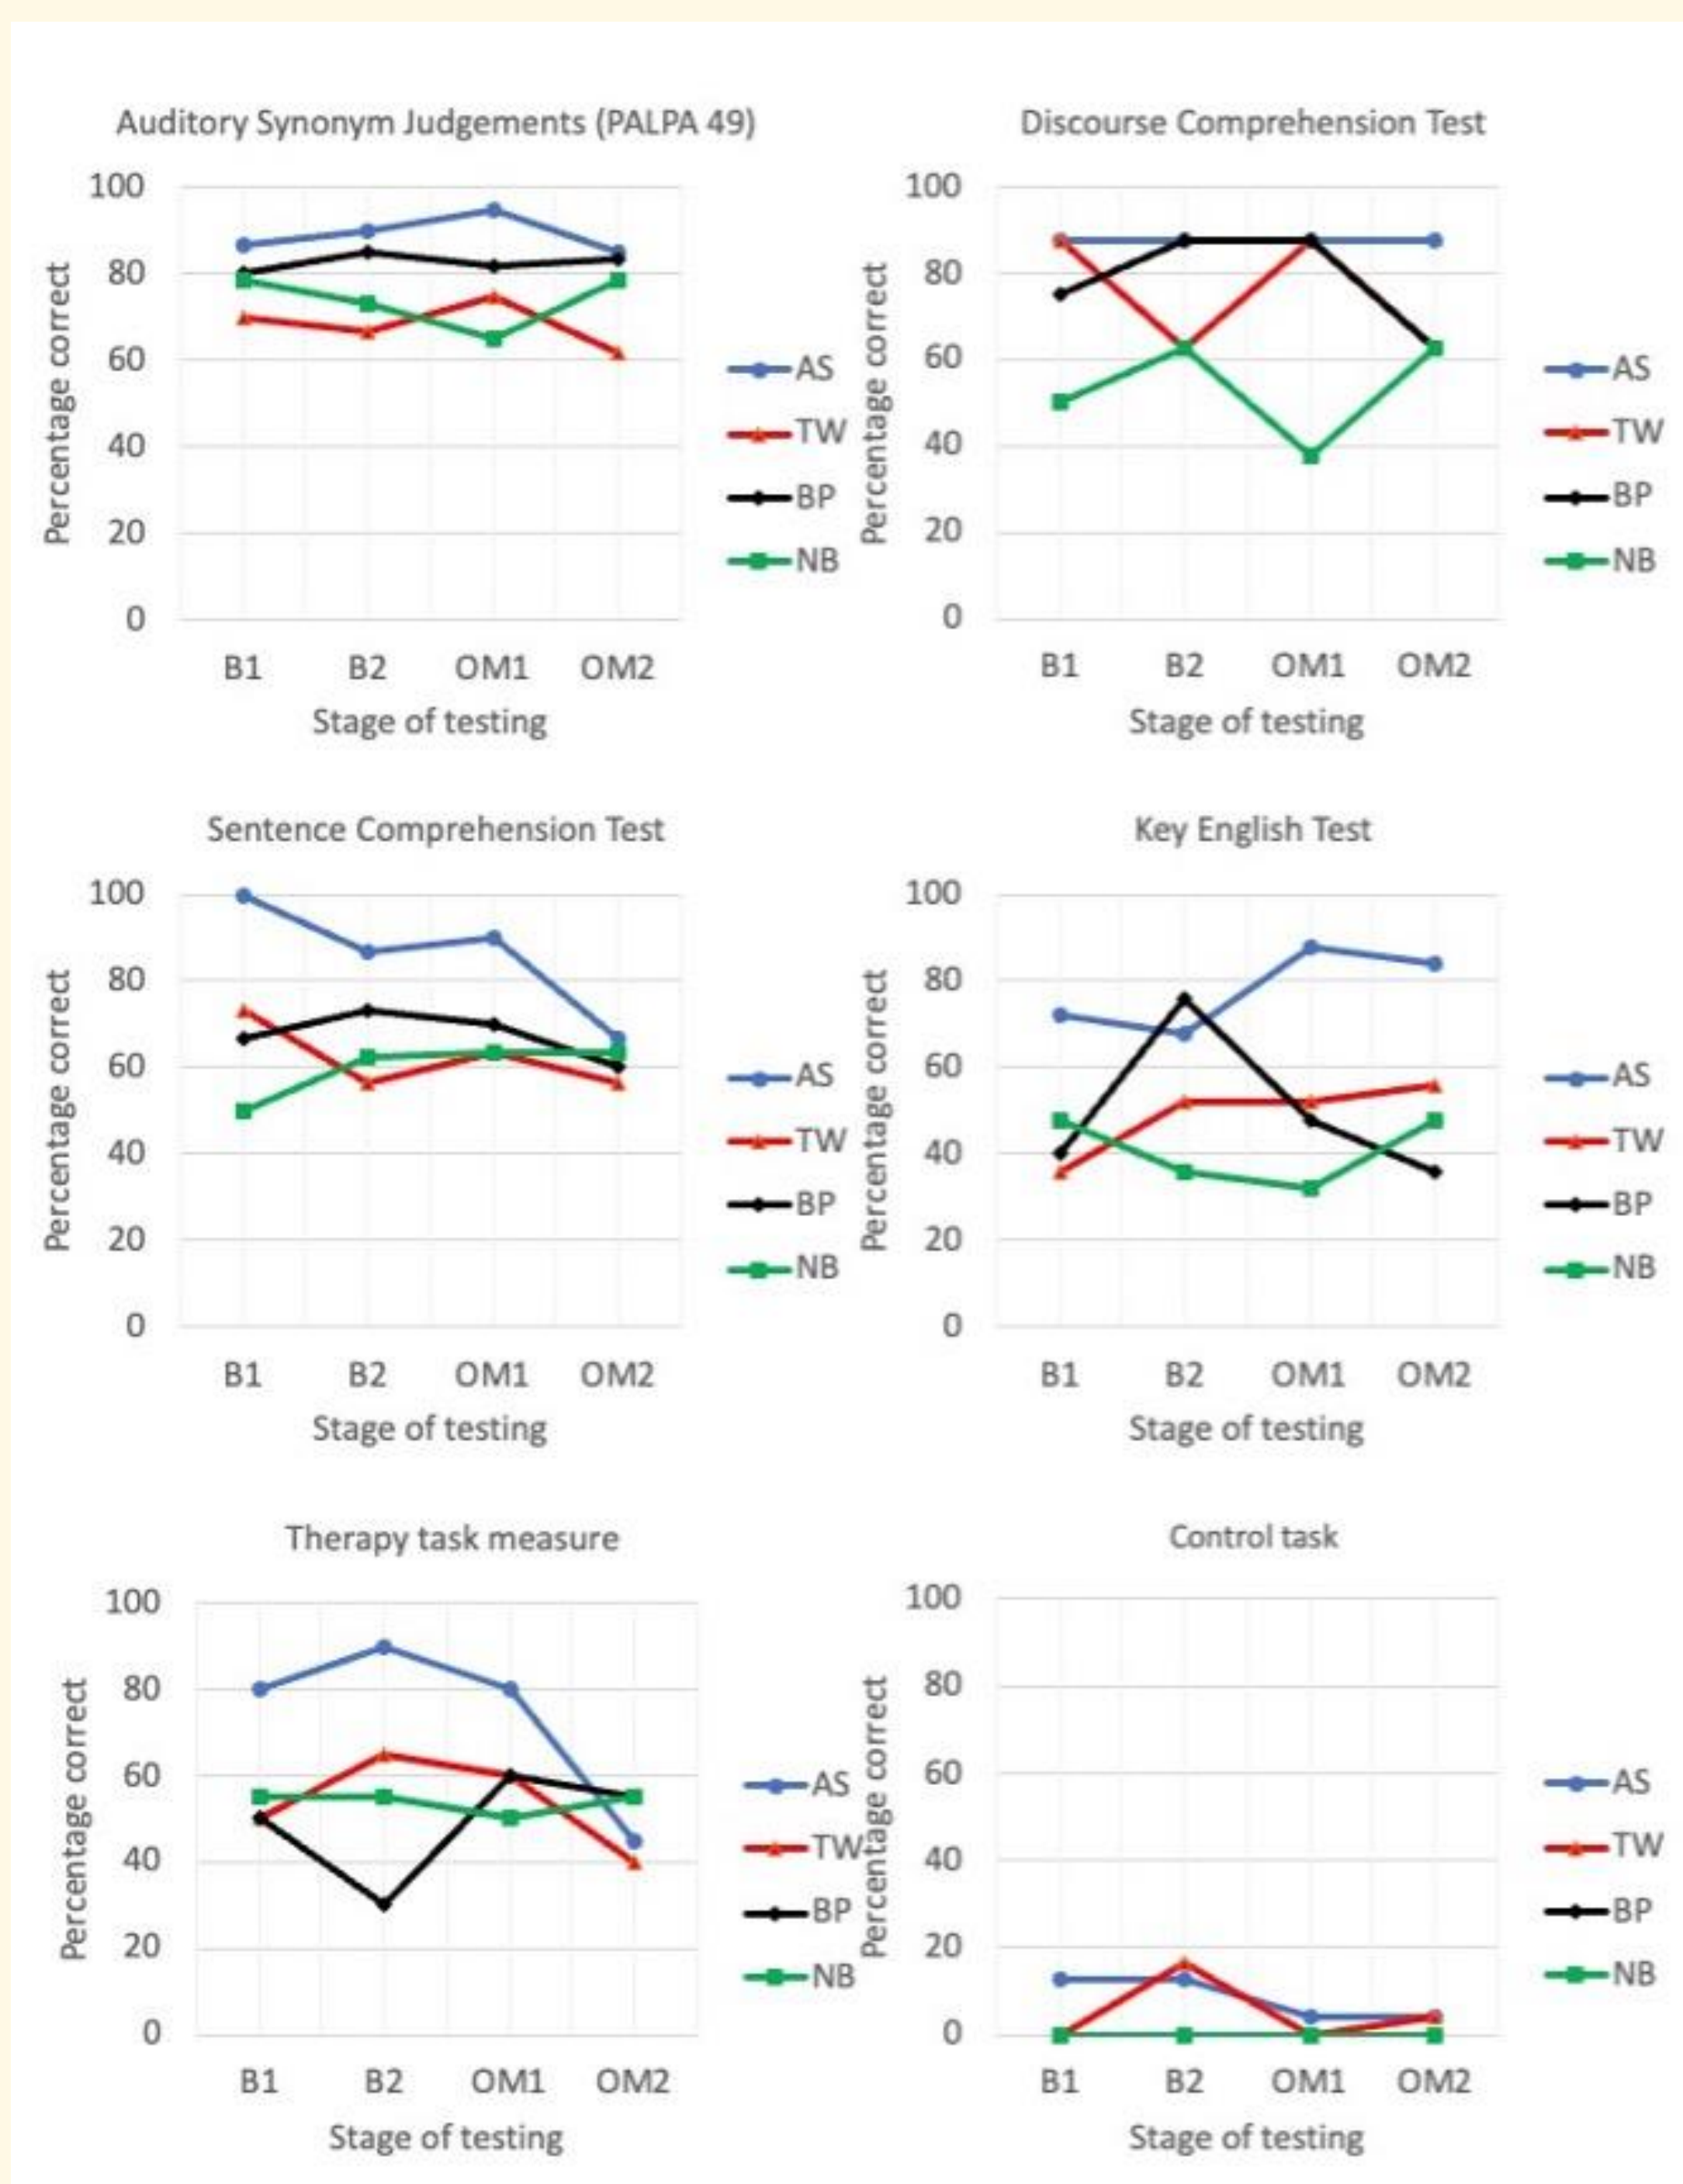 Auditory Synonym Judgements (PALPA 49)
100
80
60
40
20
0
Percentage correct
B1 B2 OM1 OM2
Stage of testing
AS
TW
BP
NB
Discourse Comprehension Test
100
80
60
40
20
0
Percentage correct
B1 B2 OM1 OM2
Stage of testing
AS
TW
BP
NB
Sentence Comprehension Test
100
80
60
40
20
0
Percentage correct
B1 B2 OM1 OM2
Stage of testing
AS
TW
BP
NB
Key English Test
100
80
60
40
20
0
Percentage correct
B1 B2 OM1 OM2
Stage of testing
AS
TW
BP
NB
Therapy task measure
100
80
60
40
20
0
Percentage correct
B1 B2 OM1 OM2
Stage of testing
AS
TW
BP
NB
Control task
100
80
60
40
20
0
Percentage correct
B1 B2 OM1 OM2
Stage of testing
AS
TW
BP
NB